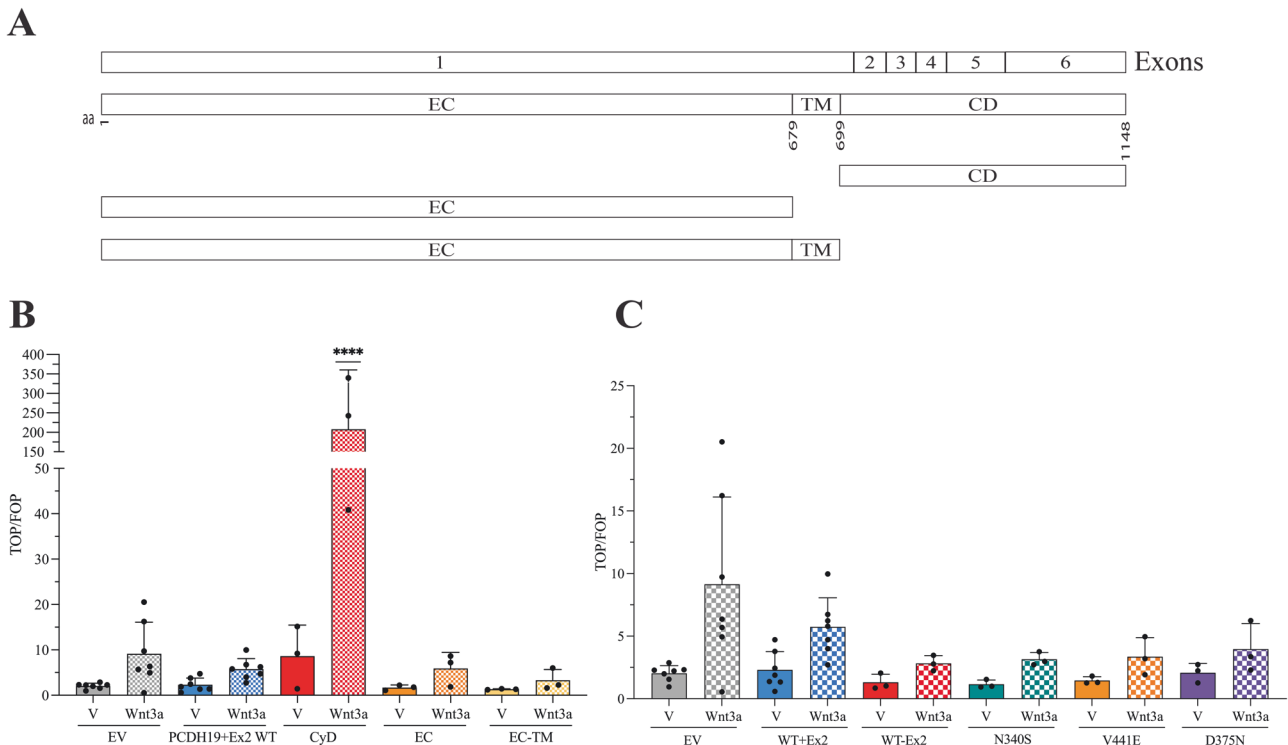 A
1 2 3 4 5 6 Exons
EC TM CD
aa 1 679 699 1148
CD
EC
EC TM
B
400
350
300
250
200
150
50
40
30
20
10
0
TOP/FOP
****
V Wnt3a V Wnt3a V Wnt3a V Wnt3a V Wnt3a
EV PCDH19+Ex2 WT CyD EC EC-TM
C
25
20
15
10
5
0
TOP/FOP
V Wnt3a V Wnt3a V Wnt3a V Wnt3a V Wnt3a V Wnt3a
EV WT+Ex2 WT-Ex2 N340S V441E D375N